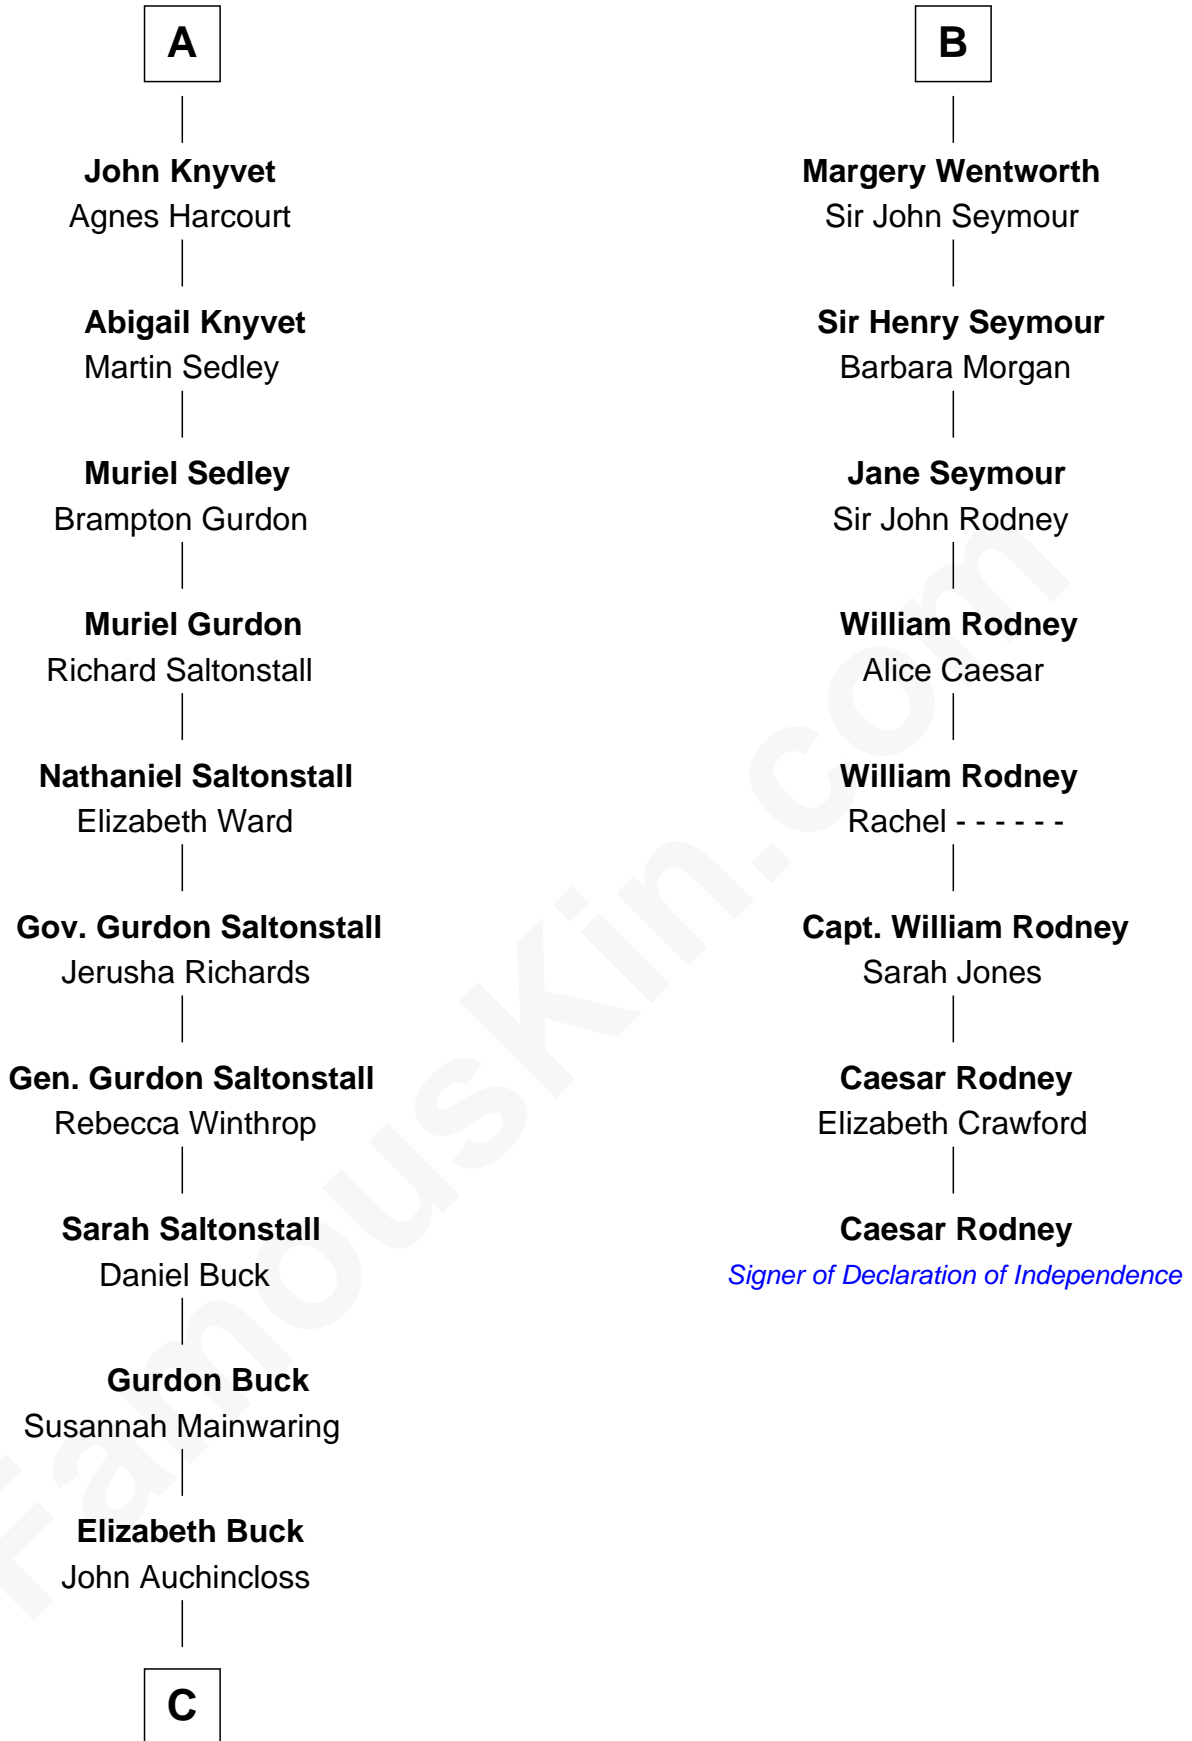 A
John Knyvet
Agnes Harcourt
Abigail Knyvet
Martin Sedley
Muriel Sedley
Brampton Gurdon
Muriel Gurdon
Richard Saltonstall
Nathaniel Saltonstall
Elizabeth Ward
Gov. Gurdon Saltonstall
Jerusha Richards
Gen. Gurdon Saltonstall
Rebecca Winthrop
Sarah Saltonstall
Daniel Buck
Gurdon Buck
Susannah Mainwaring
Elizabeth Buck
John Auchincloss
C
B
Margery Wentworth
Sir John Seymour
Sir Henry Seymour
Barbara Morgan
Jane Seymour
Sir John Rodney
William Rodney
Alice Caesar
William Rodney
Rachel - - - - - -
Capt. William Rodney
Sarah Jones
Caesar Rodney
Elizabeth Crawford
Caesar Rodney
Signer of Declaration of Independence
FamousKin.com